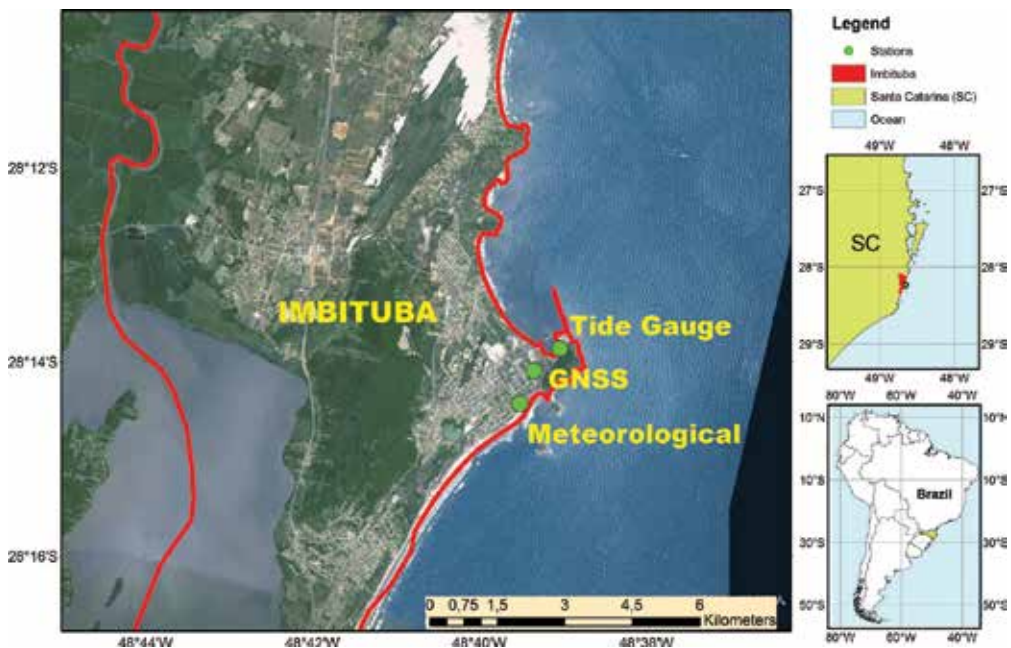 Legend
Stations
Imbituba
Santa Catarina (SC)
Ocean
28°12'S
28°14'S
28°16'S
48°44'W
48°42'W
48°40'W
48°38'W
IMBITUBA
Tide Gauge
GNSS
Meteorological
0 0,75 1,5 3 4,5 6
Kilometers
49°W 48°W
27°S 27°S
SC
28°S 28°S
29°S 29°S
49°W 48°W
80°W 60°W 40°W
10°N 10°N
10°S 10°S
Brazil
30°S 30°S
50°S 50°S
80°W 60°W 40°W